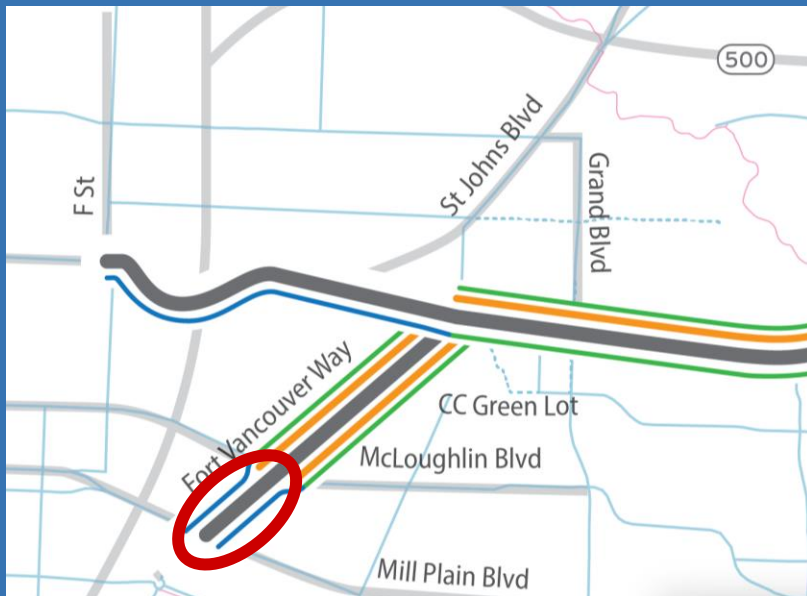 500
St Johns Blvd
F St
Grand Blvd
Fort Vancouver Way
CC Green Lot
McLoughlin Blvd
Mill Plain Blvd